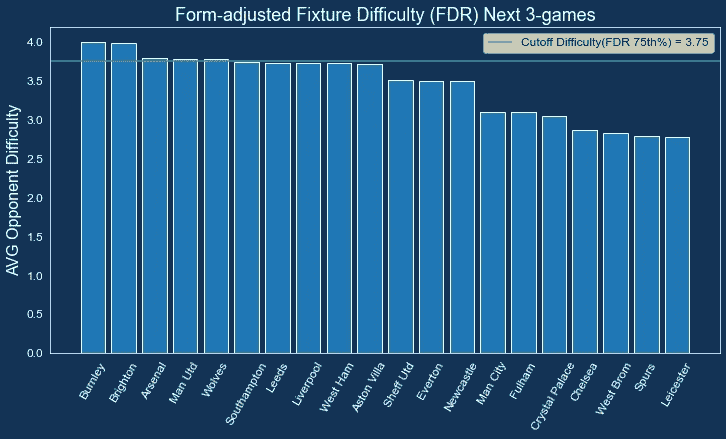 Form-adjusted Fixture Difficulty (FDR) Next 3-games
Cutoff Difficulty(FDR 75th%) = 3.75
AVG Opponent Difficulty
4.0
3.5
3.0
2.5
2.0
1.5
1.0
0.5
0.0
Burnley
Brighton
Arsenal
Man Utd
Wolves
Southampton
Leeds
Liverpool
West Ham
Aston Villa
Sheff Utd
Everton
Newcastle
Man City
Fulham
Crystal Palace
Chelsea
West Brom
Spurs
Leicester